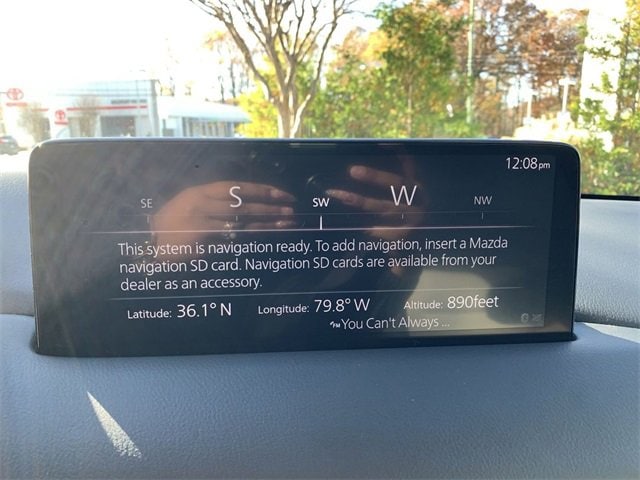 12:08pm
SE S SW W NW
This system is navigation ready. To add navigation, insert a Mazda
navigation SD card. Navigation SD cards are available from your
dealer as an accessory.
Latitude: 36.1° N Longitude: 79.8° W Altitude: 890feet
You Can't Always ...